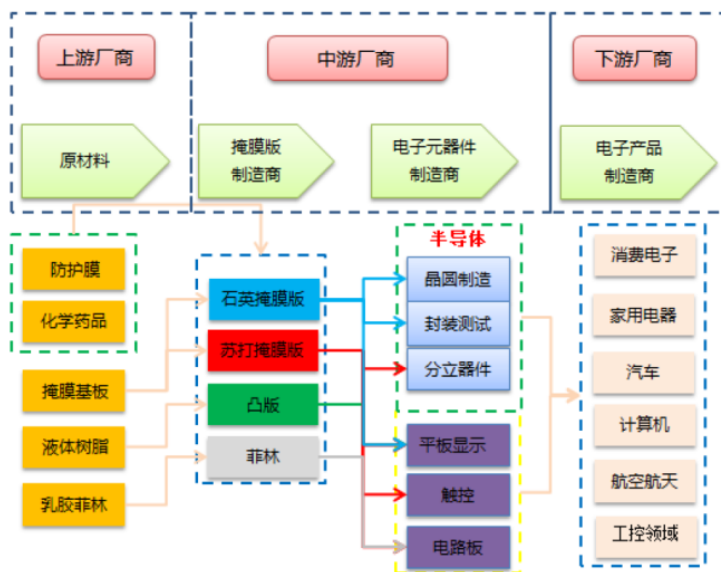 上游厂商
中游厂商
下游厂商
原材料
掩膜版
制造商
电子元器件
制造商
电子产品
制造商
防护膜
化学药品
掩膜基板
液体树脂
乳胶菲林
石英掩膜版
苏打掩膜版
凸版
菲林
半导体
晶圆制造
封装测试
分立器件
平板显示
触控
电路板
消费电子
家用电器
汽车
计算机
航空航天
工控领域